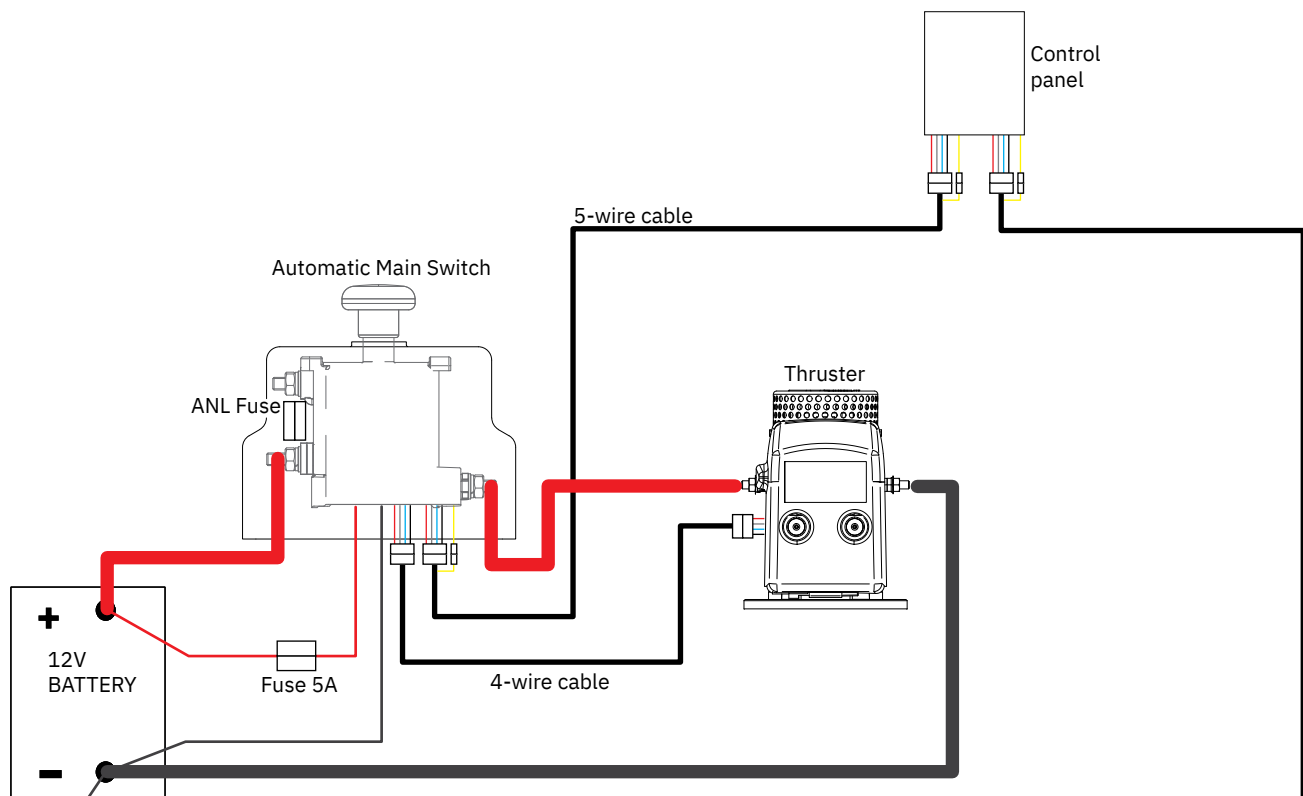 Control
panel
5-wire cable
Automatic Main Switch
Thruster
ANL Fuse
+
12V
BATTERY
Fuse 5A
4-wire cable
-